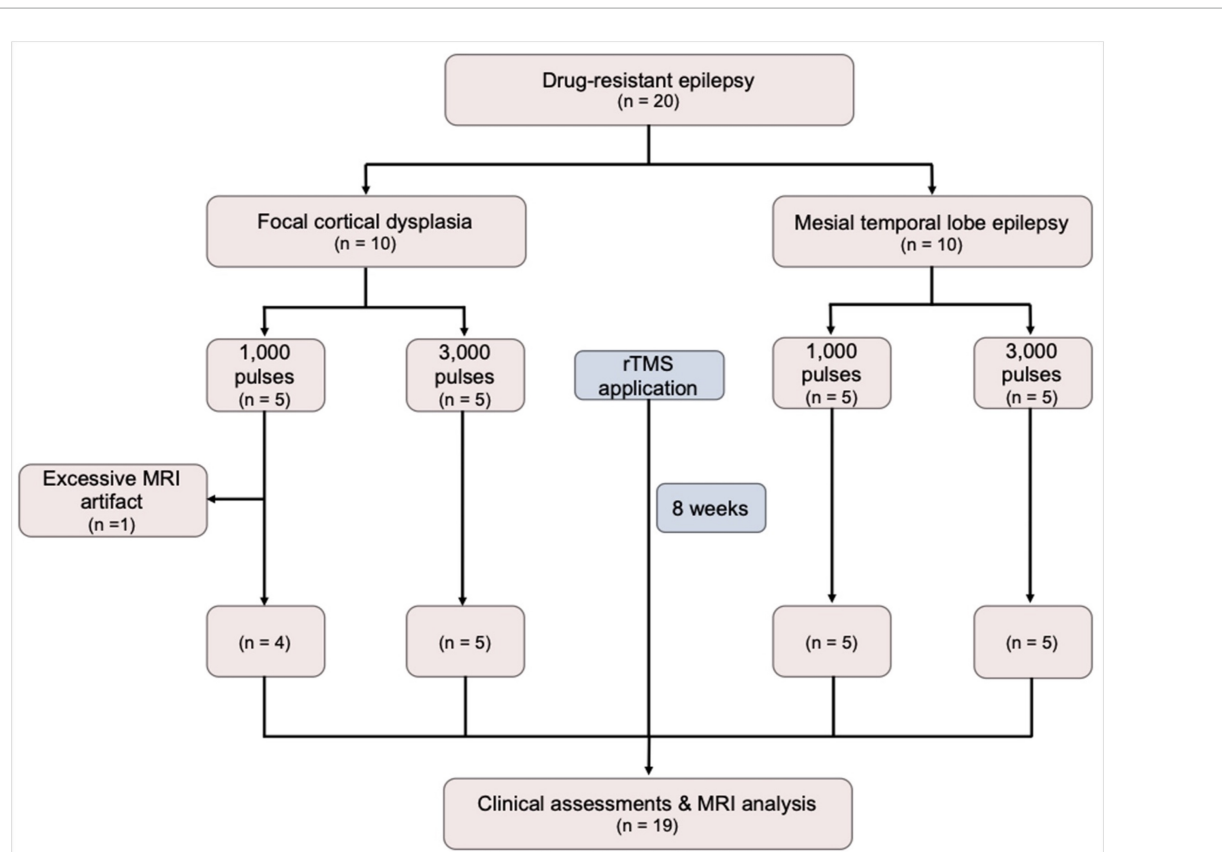 Drug-resistant epilepsy
(n = 20)
Focal cortical dysplasia
(n = 10)
Mesial temporal lobe epilepsy
(n = 10)
1,000
pulses
(n = 5)
3,000
pulses
(n = 5)
rTMS
application
1,000
pulses
(n = 5)
3,000
pulses
(n = 5)
Excessive MRI
artifact
(n =1)
8 weeks
(n = 4)
(n = 5)
(n = 5)
(n = 5)
Clinical assessments & MRI analysis
(n = 19)